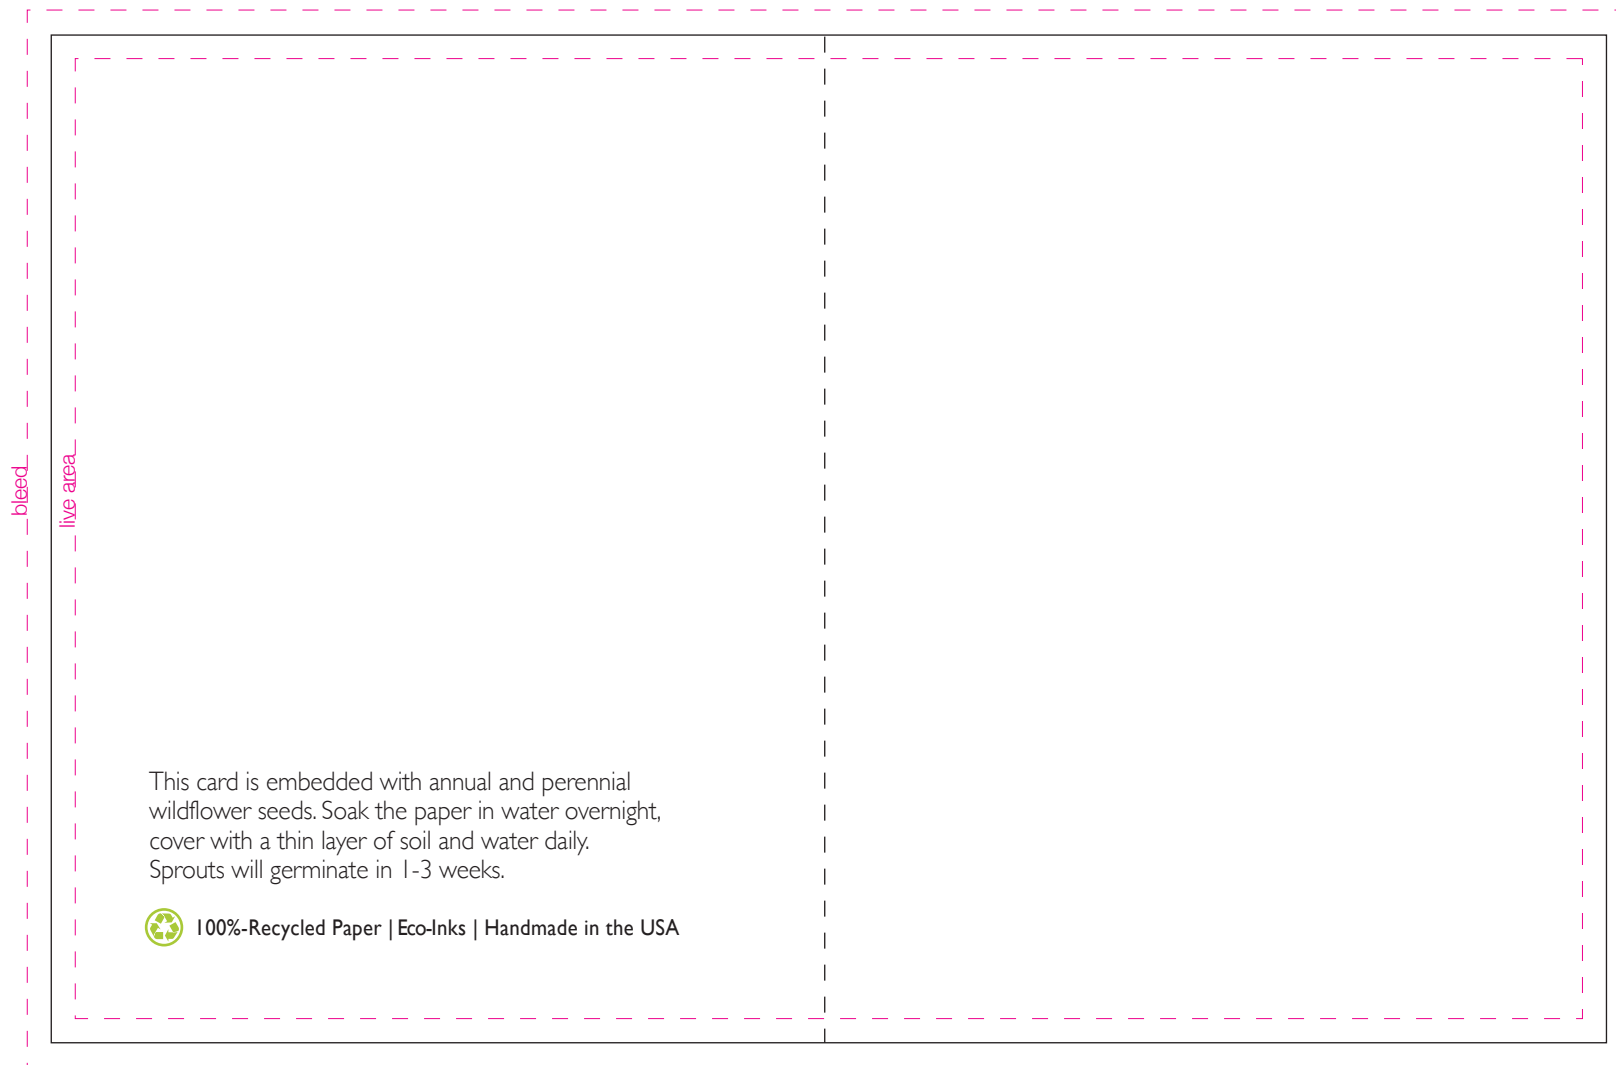 bleed
live area
This card is embedded with annual and perennial
wildflower seeds. Soak the paper in water overnight,
cover with a thin layer of soil and water daily.
Sprouts will germinate in 1-3 weeks.
100%-Recycled Paper | Eco-Inks | Handmade in the USA